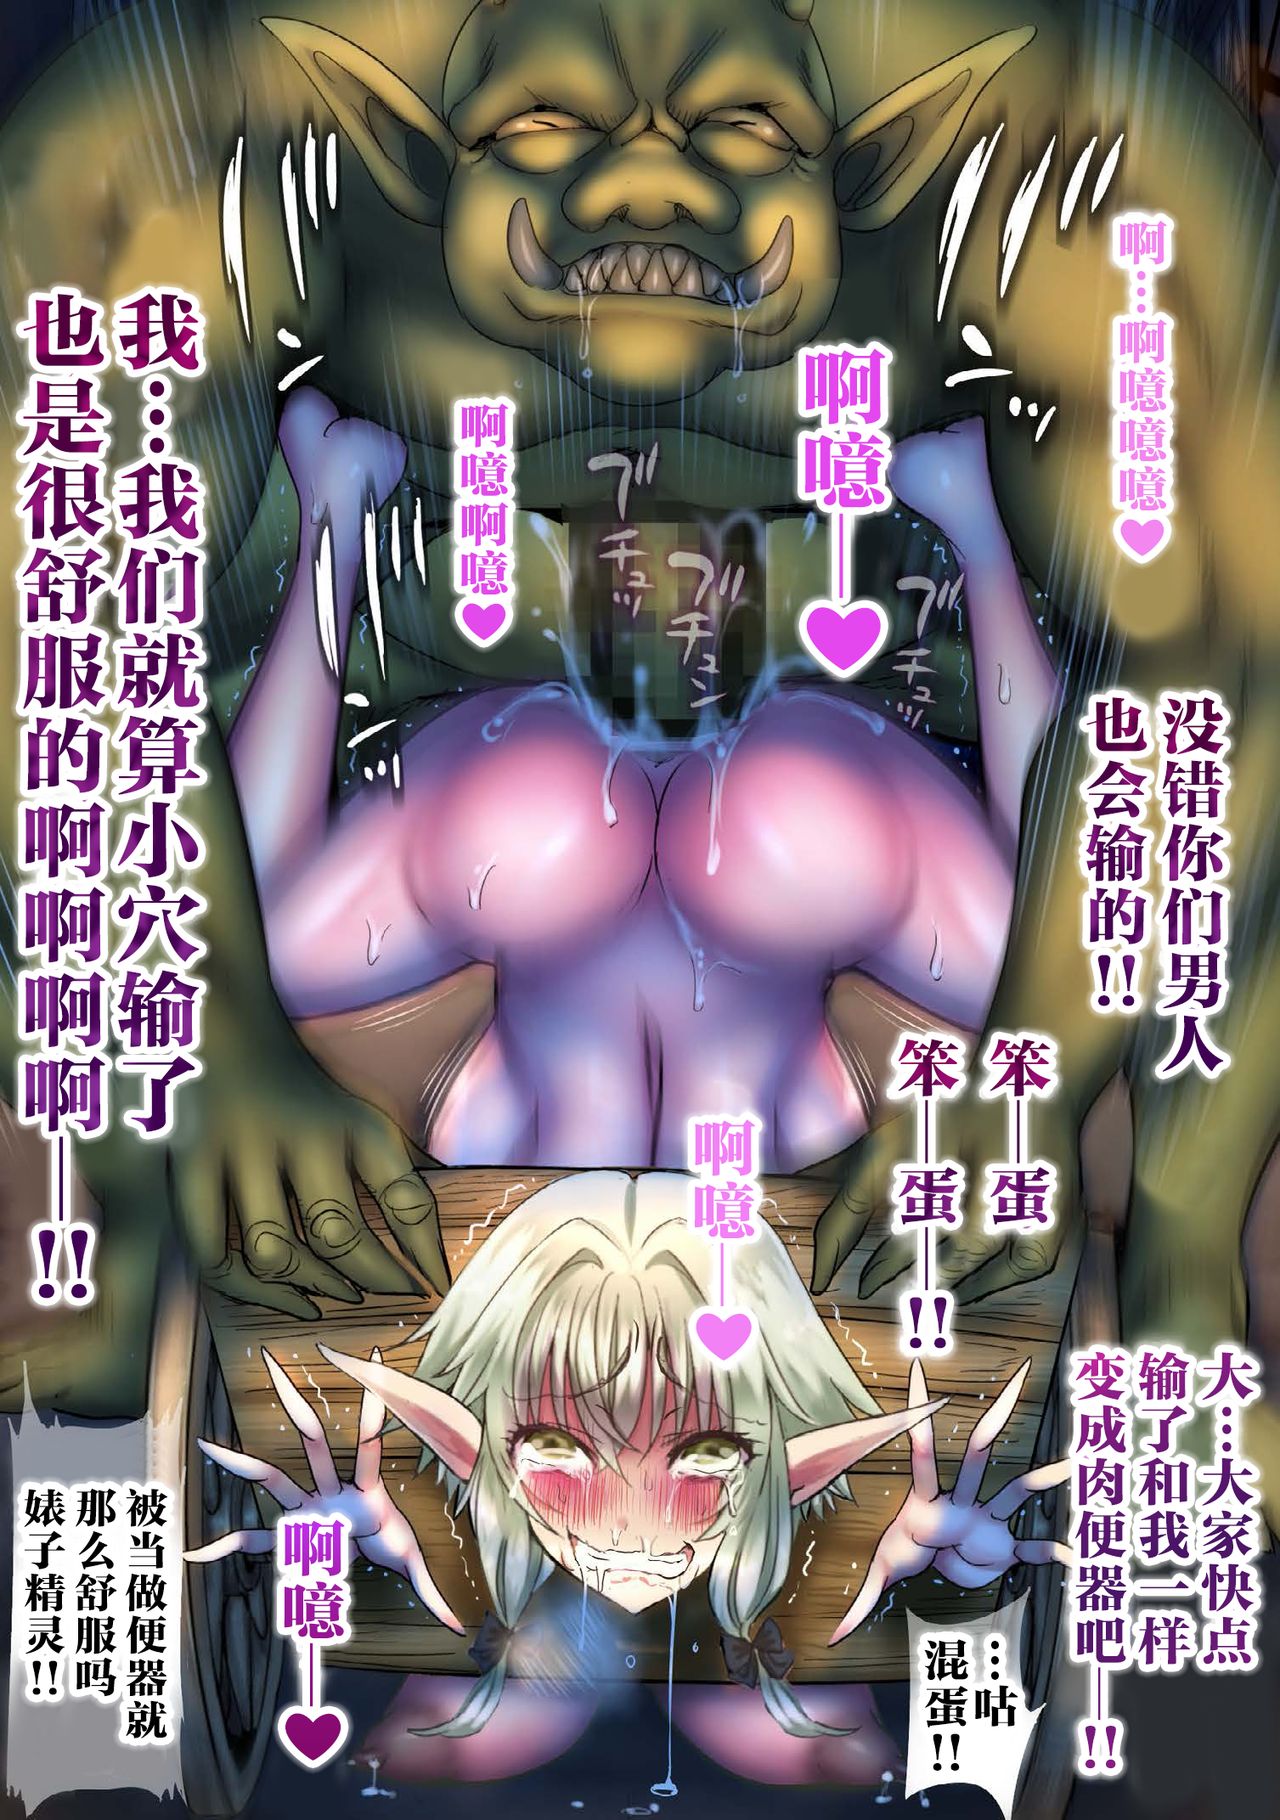 啊…啊噫噫噫♥
啊噫——♥
啊噫啊噫♥
ブチュッ
ブチュン
ブチュッ
没错你们男人
也会输的!!
我…我们就算小穴输了
也是很舒服的啊啊啊啊——!!
笨—蛋
笨—蛋—!!
啊噫——♥
大…大家快点
输了和我一样
变成肉便器吧——!!
…咕
混蛋!!
啊噫——♥
被当做便器就
那么舒服吗
婊子精灵!!